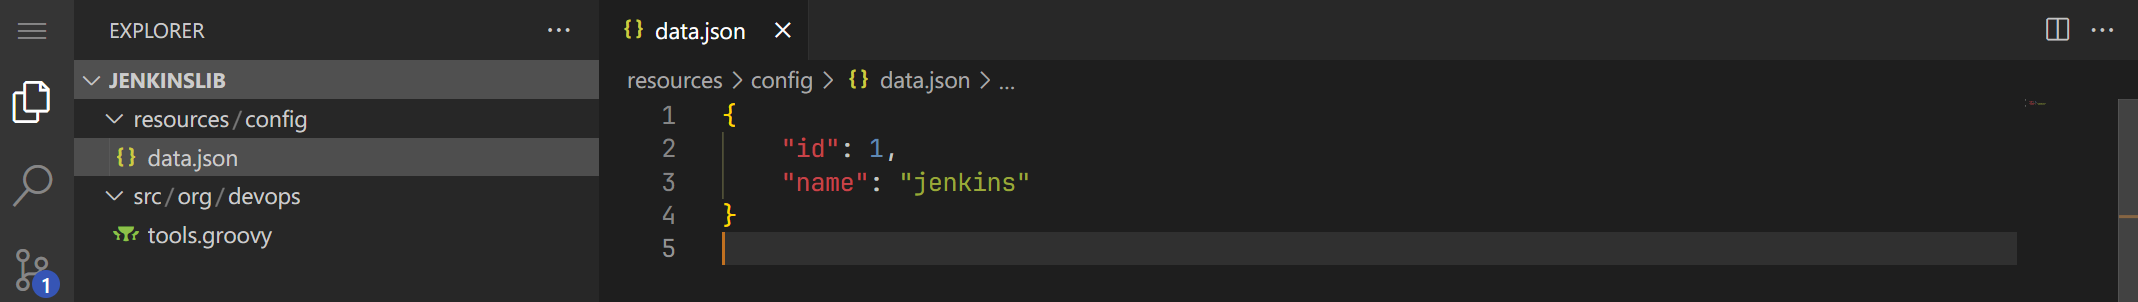 EXPLORER ···
JENKINSLIB
resources/config
{} data.json
src/org/devops
tools.groovy
1
{} data.json ×
resources > config > {} data.json > ...
1 {
2     "id": 1,
3     "name": "jenkins"
4 }
5